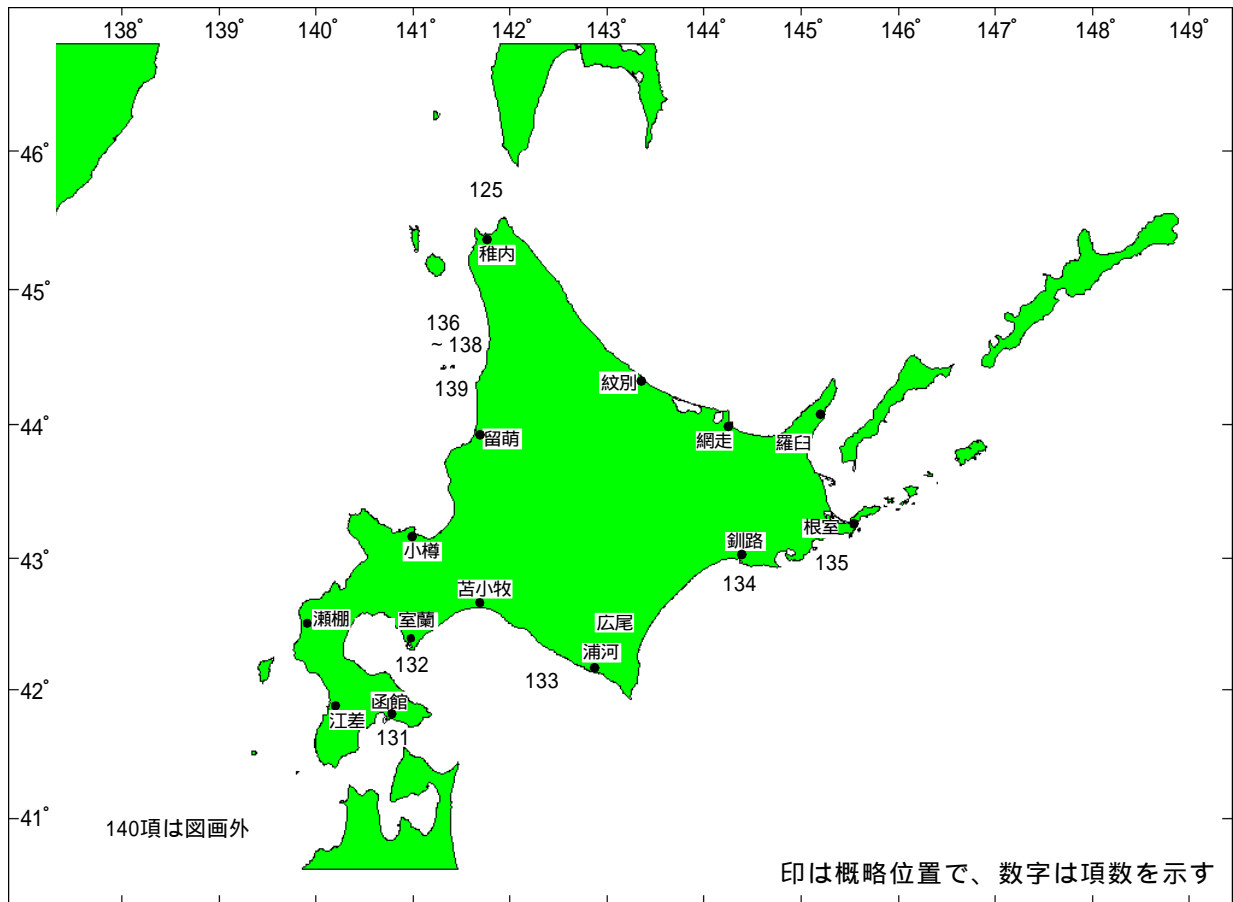 138° 139° 140° 141° 142° 143° 144° 145° 146° 147° 148° 149°
46°
125
稚内
45°
136
~ 138
139
紋別
44°
留萌
網走
羅臼
根室
43°
小樽
釧路
135
134
苫小牧
瀬棚
室蘭
広尾
浦河
132
133
42°
函館
江差
131
41°
140項は図画外
印は概略位置で、数字は項数を示す